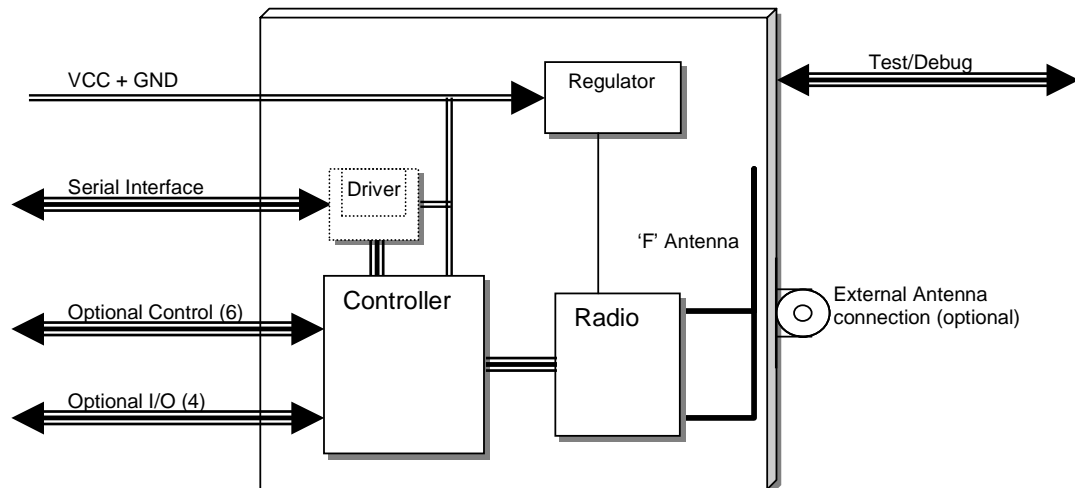 VCC + GND
Regulator
Test/Debug
Serial Interface
Driver
'F' Antenna
Controller
Optional Control (6)
Radio
External Antenna
connection (optional)
Optional I/O (4)